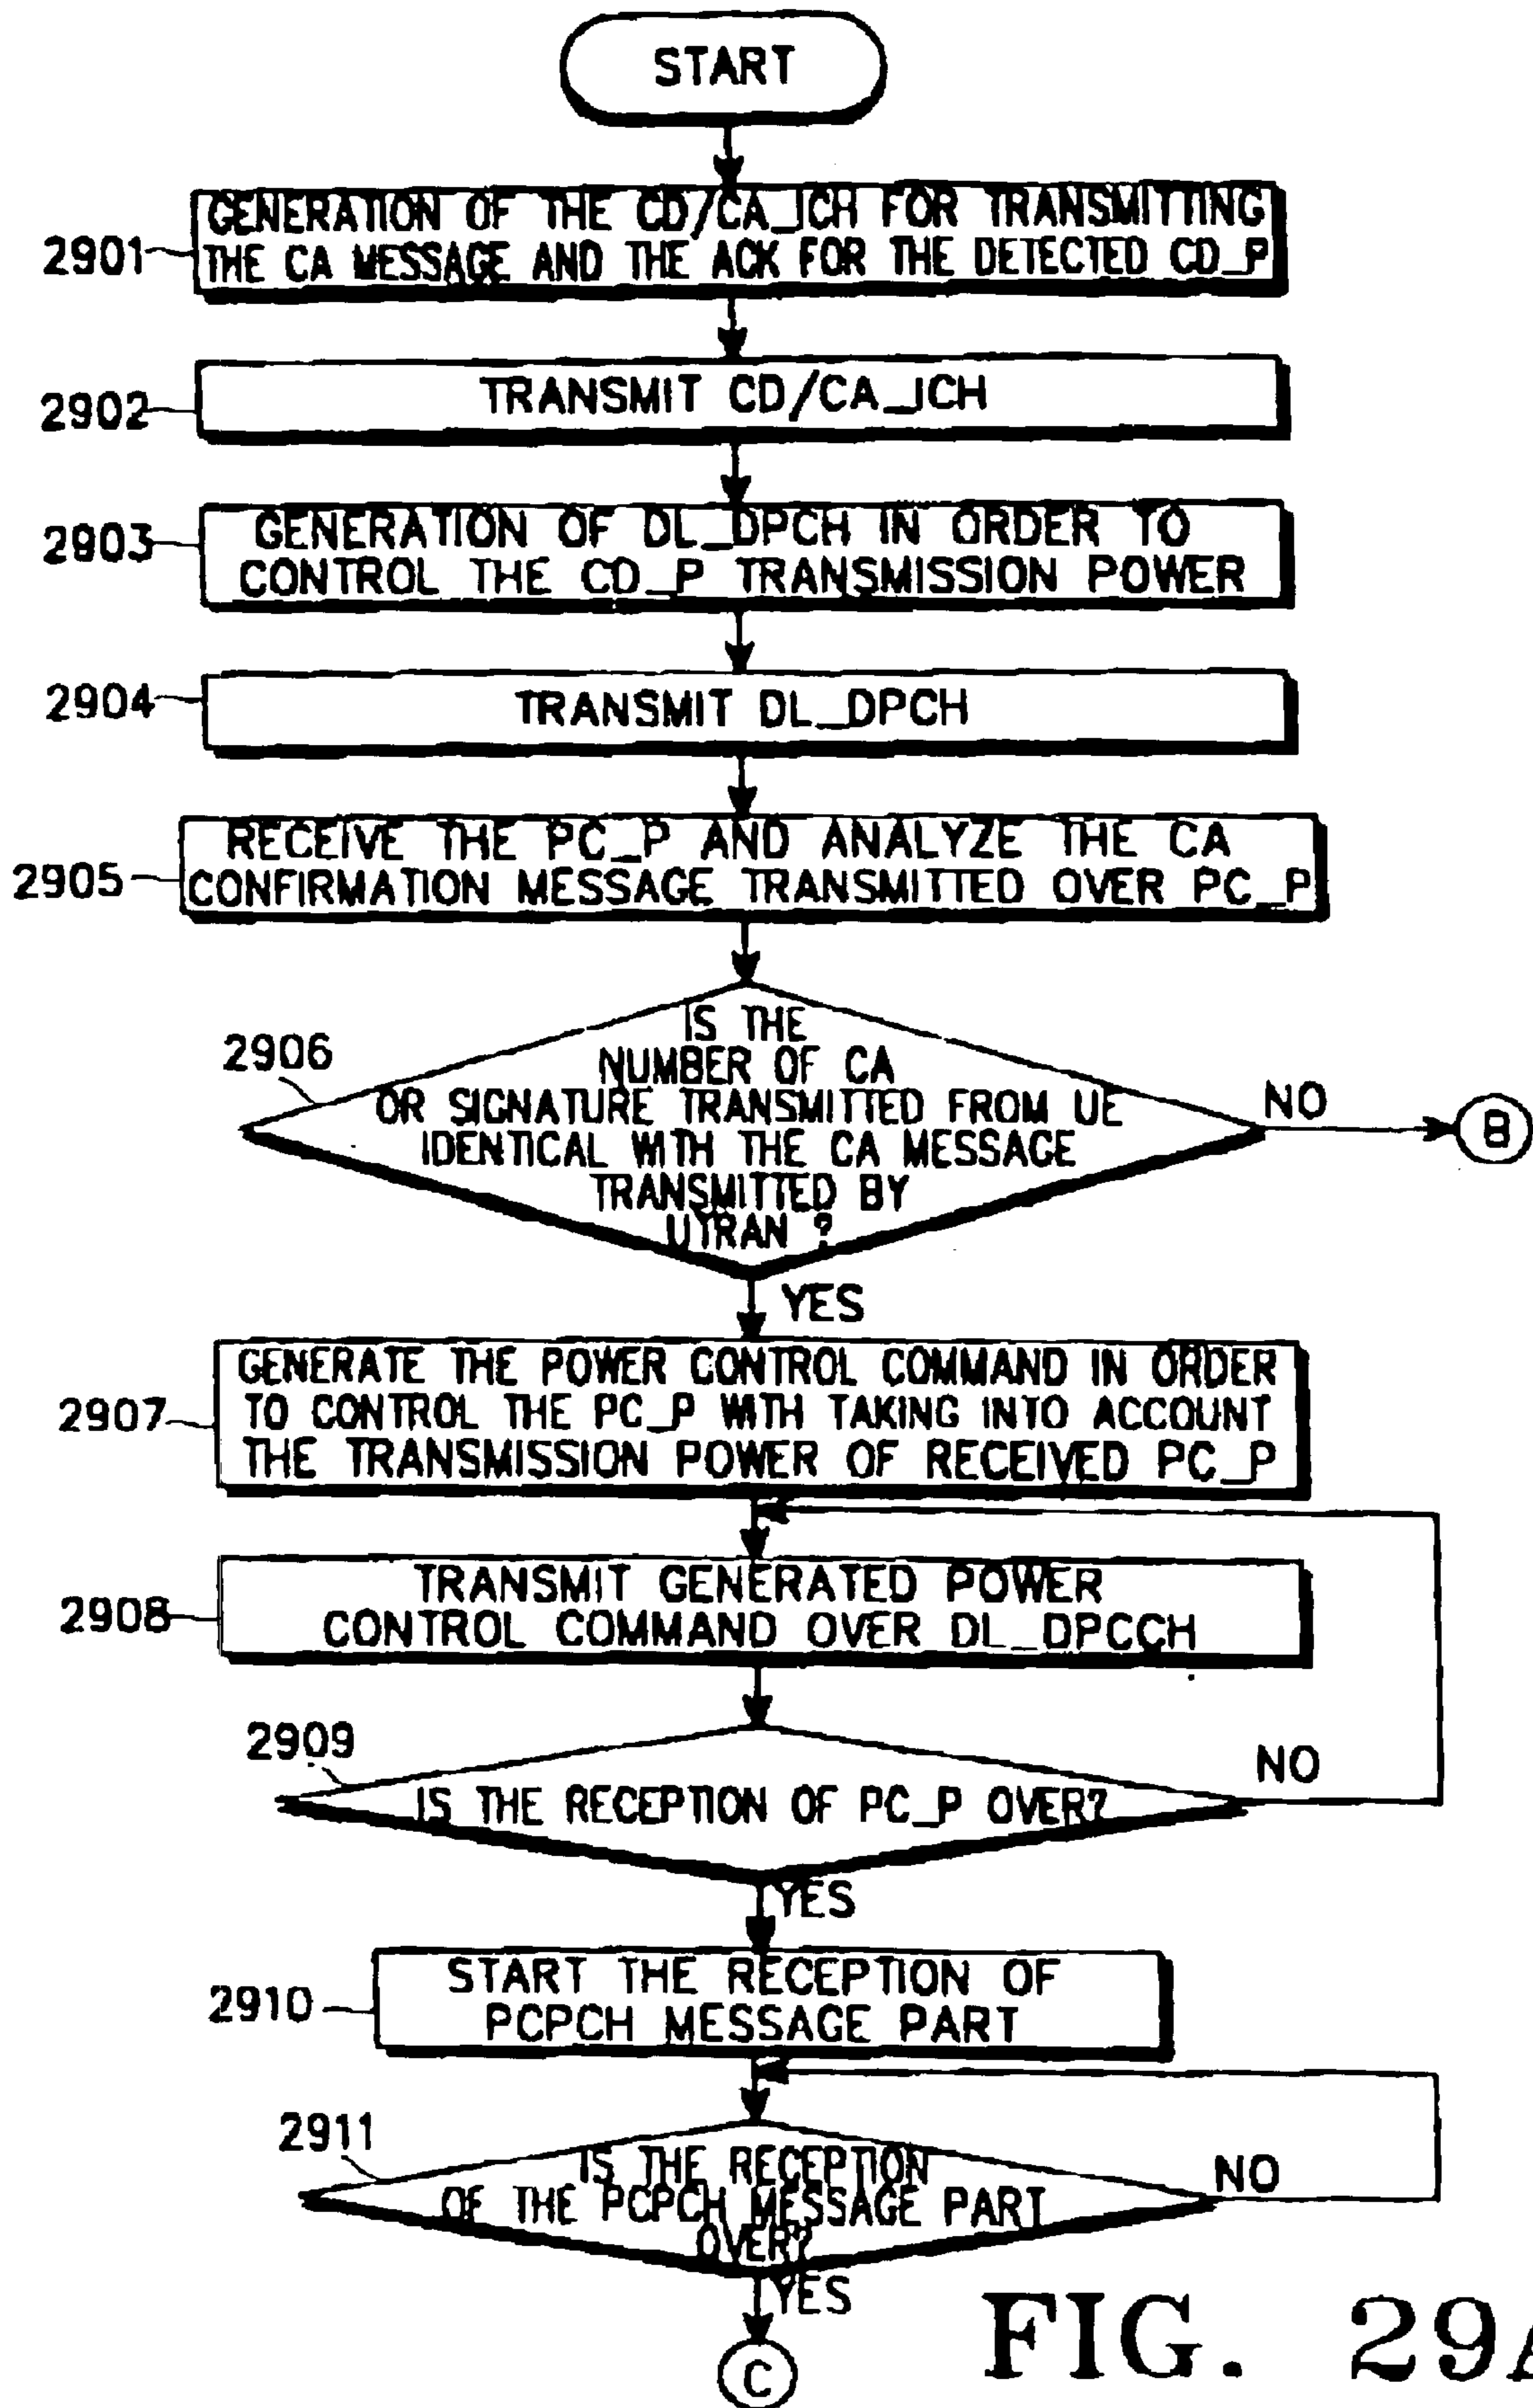 START
GENERATION OF THE CD/CA_ICH FOR TRANSMITTING
2901
THE CA MESSAGE AND THE ACK FOR THE DETECTED CD_P
2902
TRANSMIT CD/CA_ICH
2903
GENERATION OF DL_DPCH IN ORDER TO
CONTROL THE CD_P TRANSMISSION POWER
2904
TRANSMIT DL_DPCH
2905
RECEIVE THE PC_P AND ANALYZE THE CA
CONFIRMATION MESSAGE TRANSMITTED OVER PC_P
2906
IS THE
NUMBER OF CA
OR SIGNATURE TRANSMITTED FROM UE
IDENTICAL WITH THE CA MESSAGE
TRANSMITTED BY
UTRAN ?
NO
B
YES
2907
GENERATE THE POWER CONTROL COMMAND IN ORDER
TO CONTROL THE PC_P WITH TAKING INTO ACCOUNT
THE TRANSMISSION POWER OF RECEIVED PC_P
2908
TRANSMIT GENERATED POWER
CONTROL COMMAND OVER DL_DPCCH
2909
IS THE RECEPTION OF PC_P OVER?
NO
YES
2910
START THE RECEPTION OF
PCPCH MESSAGE PART
2911
IS THE RECEPTION
OF THE PCPCH MESSAGE PART
OVER?
NO
YES
C
FIG. 29A